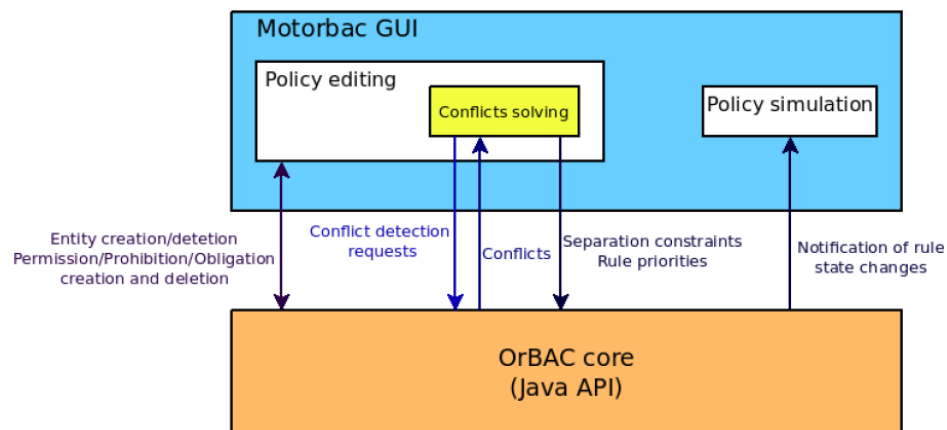 Motorbac GUI
Policy editing
Conflicts solving
Policy simulation
Entity creation/detetion
Permission/Prohibition/Obligation
creation and deletion
Conflict detection
requests
Conflicts
Separation constraints
Rule priorities
Notification of rule
state changes
OrBAC core
(Java API)